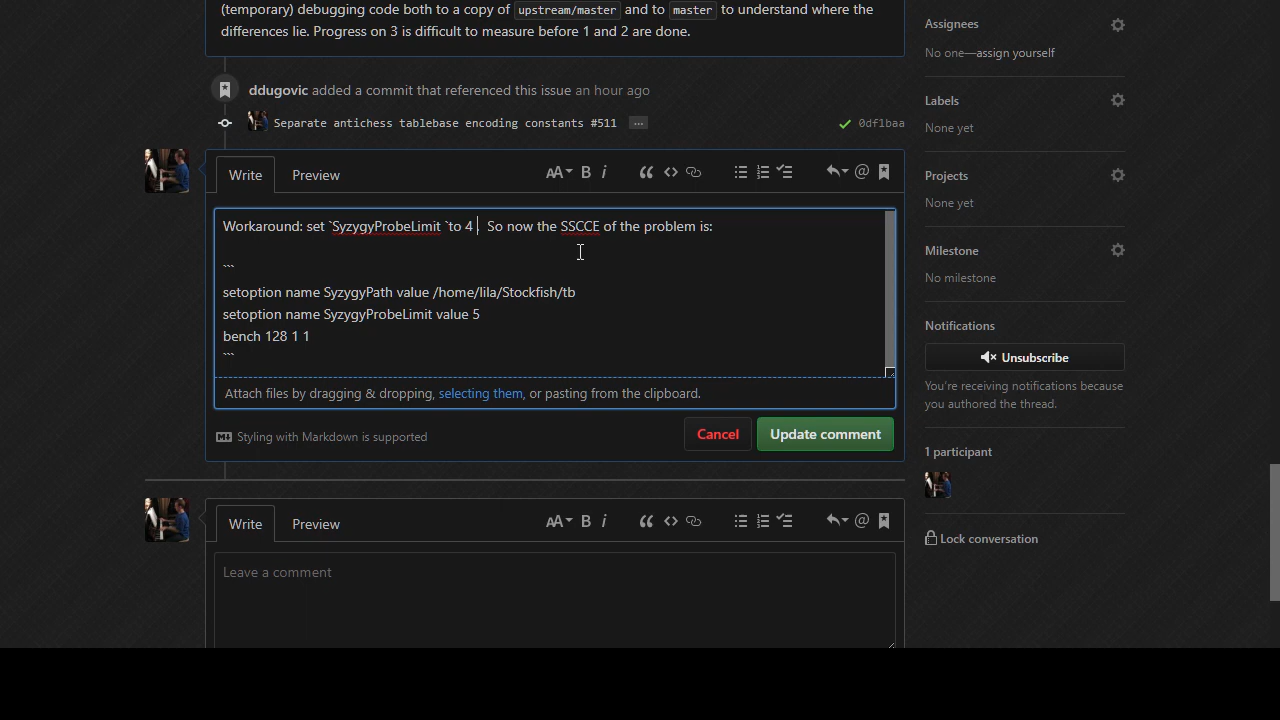 (temporary) debugging code both to a copy of upstream/master and to master to understand where the
differences lie. Progress on 3 is difficult to measure before 1 and 2 are done.
ddugovic added a commit that referenced this issue an hour ago
Separate antichess tablebase encoding constants #511 ... 0df1baa
Write Preview AA B i
Workaround: set `SyzygyProbeLimit `to 4 So now the SSCCE of the problem is:
```
setoption name SyzygyPath value /home/lila/Stockfish/tb
setoption name SyzygyProbeLimit value 5
bench 128 1 1
```
Attach files by dragging & dropping, selecting them, or pasting from the clipboard.
Styling with Markdown is supported
Cancel Update comment
Write Preview AA B i
Leave a comment
Assignees
No one—assign yourself
Labels
None yet
Projects
None yet
Milestone
No milestone
Notifications
Unsubscribe
You're receiving notifications because
you authored the thread.
1 participant
Lock conversation